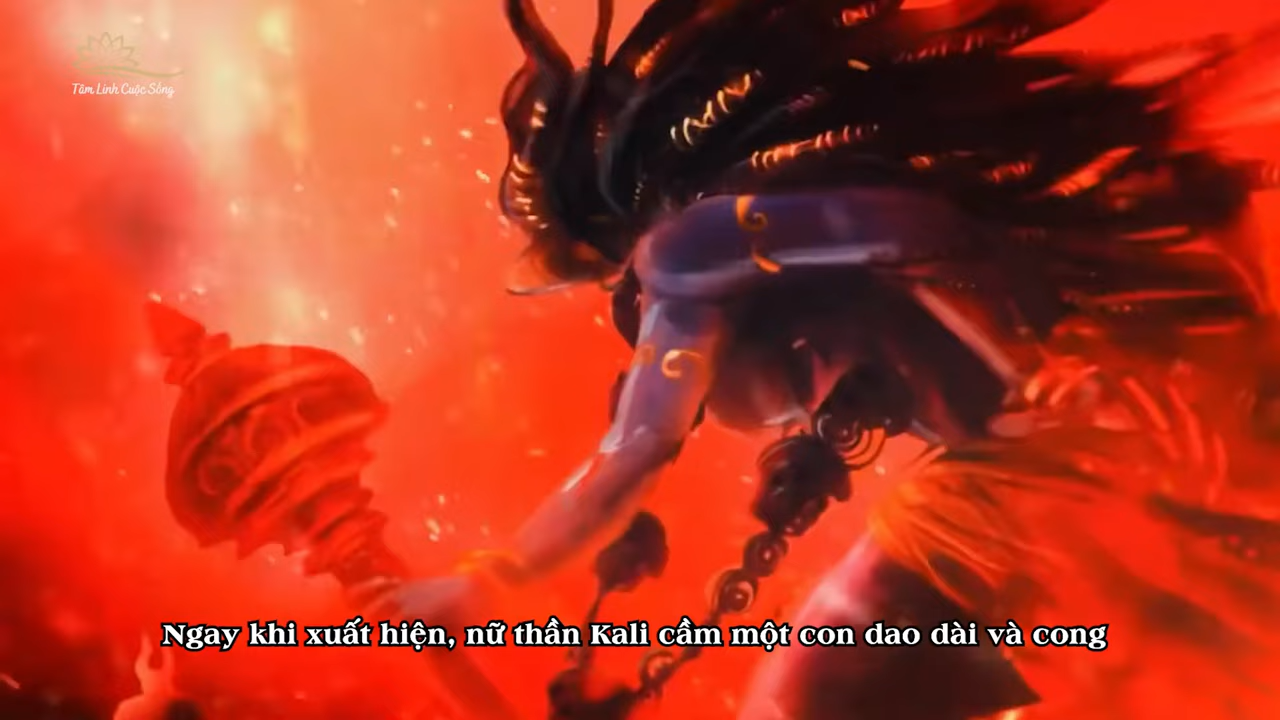 Tâm Linh Cuộc Sống
Ngay khi xuất hiện, nữ thần Kali cầm một con dao dài và cong